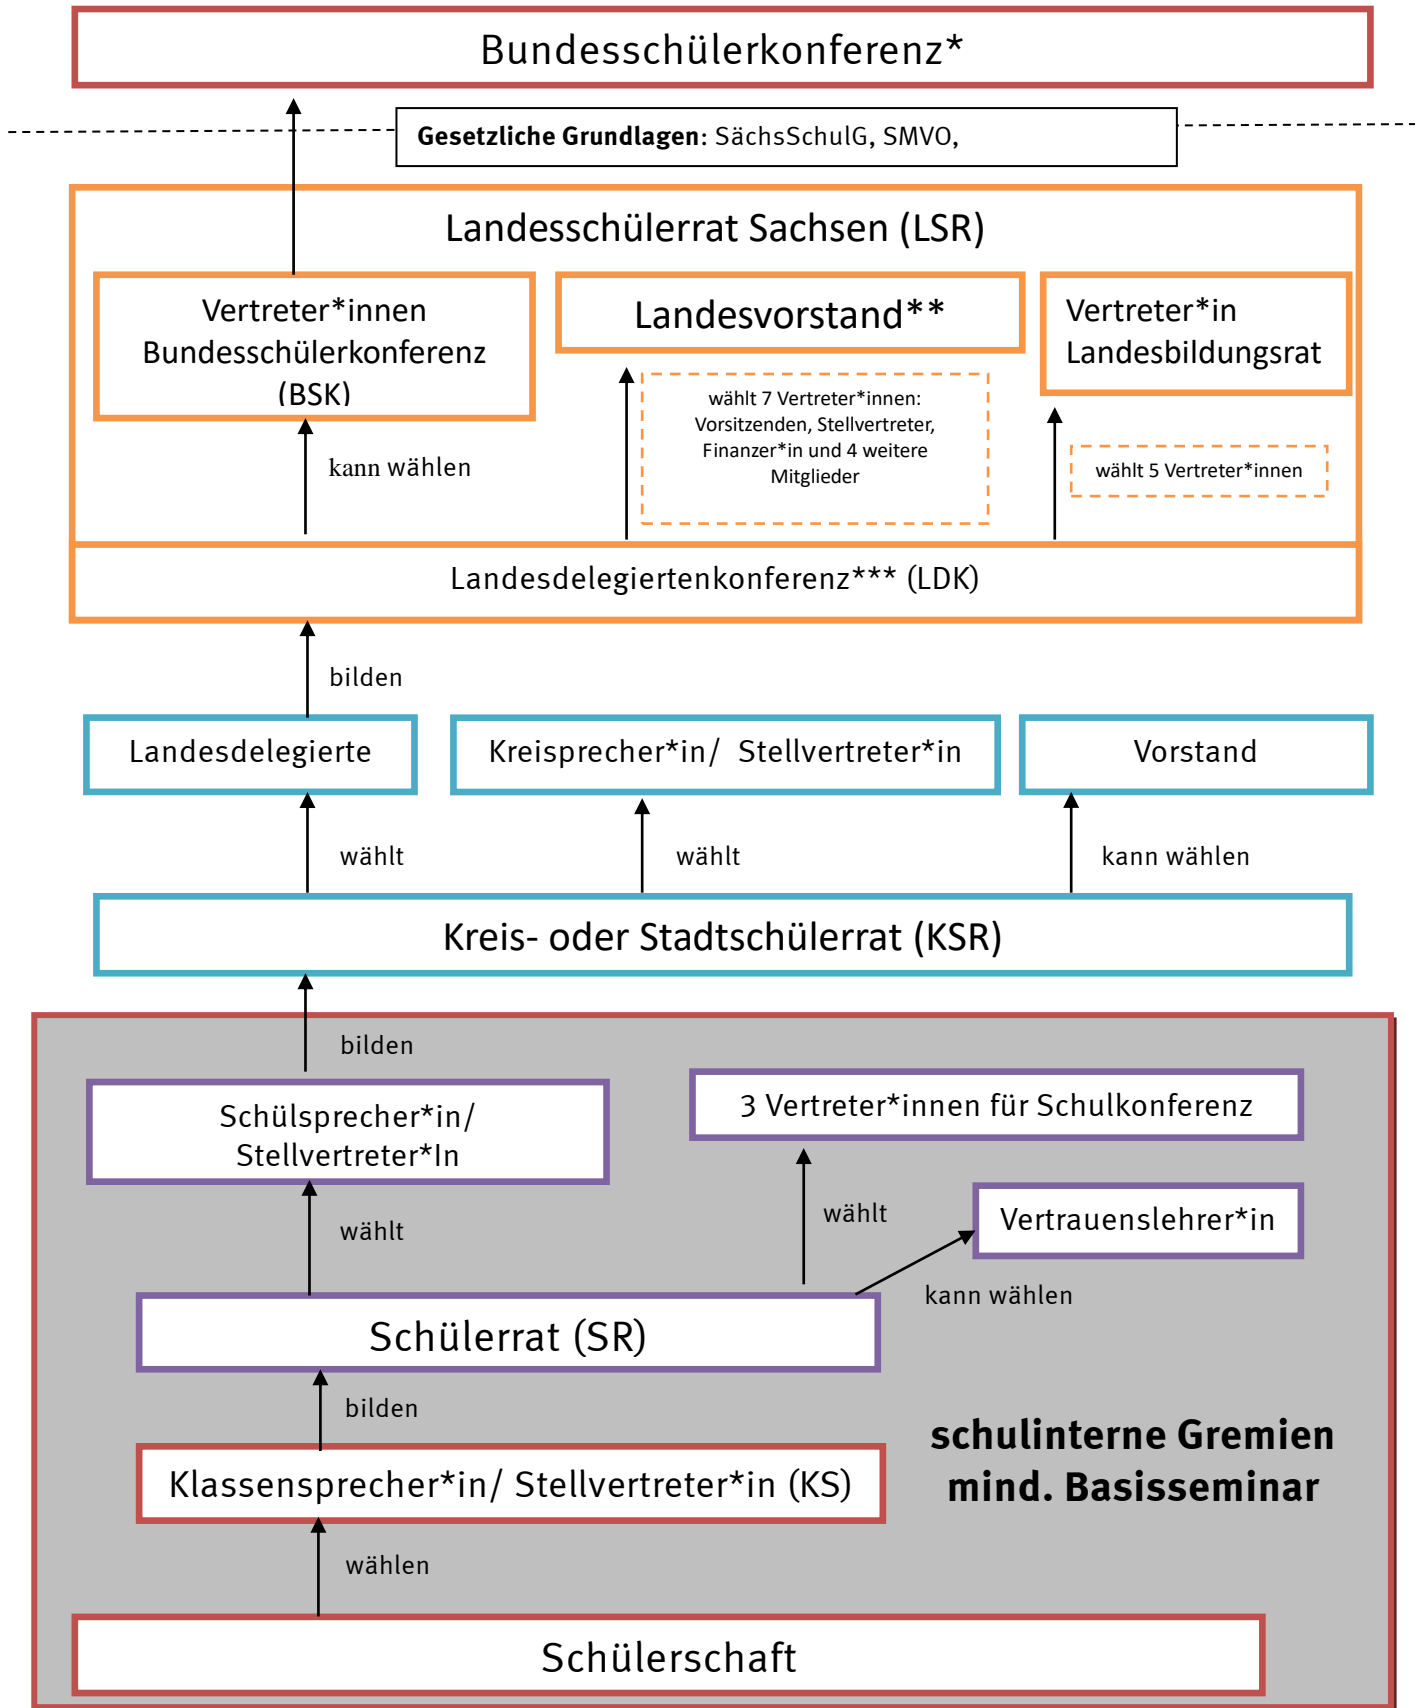 Bundesschülerkonferenz*
Gesetzliche Grundlagen: SächsSchulG, SMVO,
Landesschülerrat Sachsen (LSR)
Vertreter*innen
Bundesschülerkonferenz
(BSK)
Landesvorstand**
Vertreter*in
Landesbildungsrat
wählt 7 Vertreter*innen:
Vorsitzenden, Stellvertreter,
Finanzer*in und 4 weitere
Mitglieder
kann wählen
wählt 5 Vertreter*innen
Landesdelegiertenkonferenz*** (LDK)
bilden
Landesdelegierte
Kreisprecher*in/ Stellvertreter*in
Vorstand
wählt
wählt
kann wählen
Kreis- oder Stadtschülerrat (KSR)
bilden
Schülsprecher*in/
Stellvertreter*In
3 Vertreter*innen für Schulkonferenz
wählt
wählt
Vertrauenslehrer*in
kann wählen
Schülerrat (SR)
bilden
schulinterne Gremien
mind. Basisseminar
Klassensprecher*in/ Stellvertreter*in (KS)
wählen
Schülerschaft